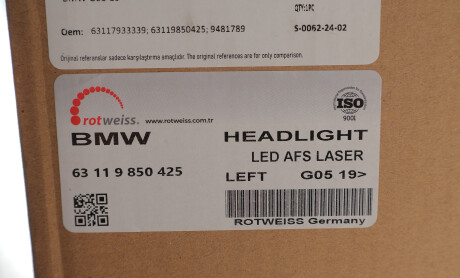 QTY:1PC
Oem: 63117933339; 63119850425; 9481789
S-0062-24-02
Orijinal referanslar sadece karşılaştırma amaçlıdır. The original references are for only comparison.
rotweiss. www.rotweiss.com.tr
ISO
9001
BMW
HEADLIGHT
LED AFS LASER
63 11 9 850 425
LEFT G05 19>
ROTWEISS Germany